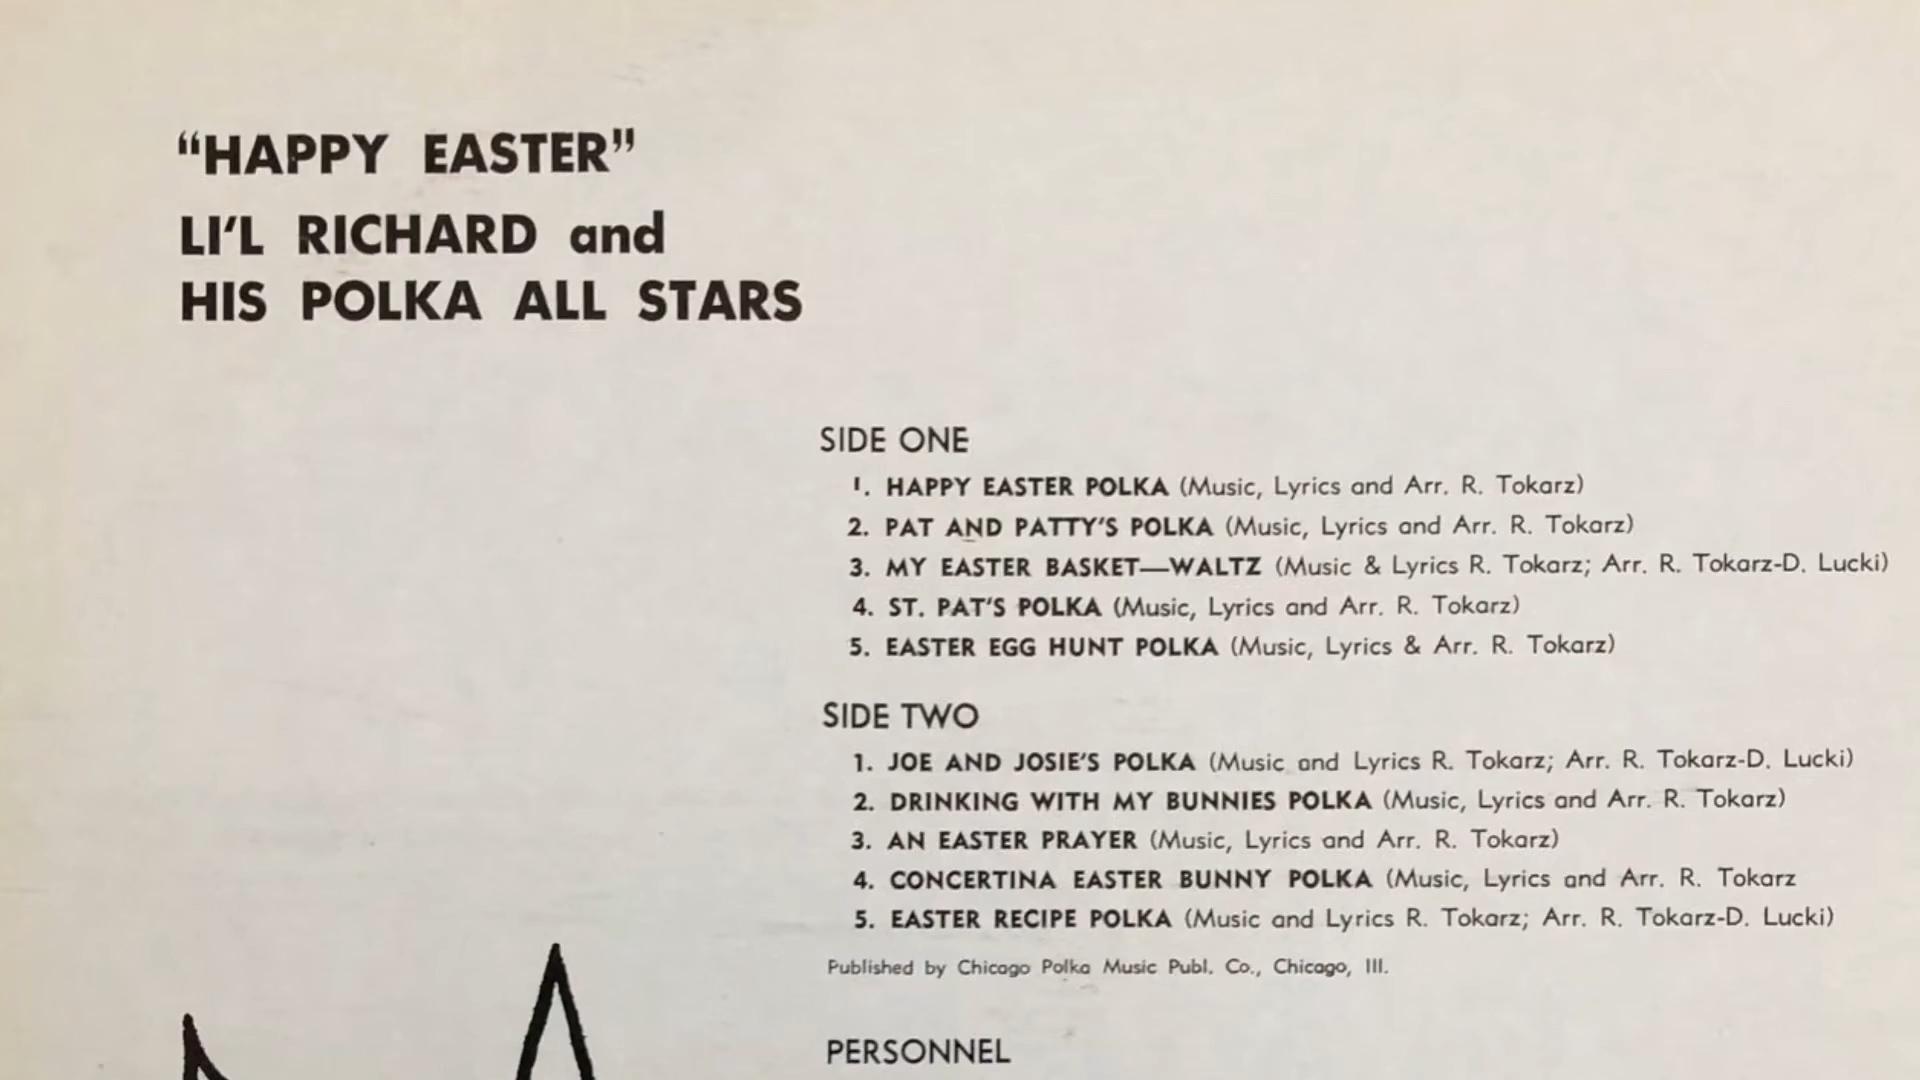 “HAPPY EASTER”
LI’L RICHARD and
HIS POLKA ALL STARS
SIDE ONE
1. HAPPY EASTER POLKA (Music, Lyrics and Arr. R. Tokarz)
2. PAT AND PATTY’S POLKA (Music, Lyrics and Arr. R. Tokarz)
3. MY EASTER BASKET—WALTZ (Music & Lyrics R. Tokarz; Arr. R. Tokarz-D. Lucki)
4. ST. PAT’S POLKA (Music, Lyrics and Arr. R. Tokarz)
5. EASTER EGG HUNT POLKA (Music, Lyrics & Arr. R. Tokarz)
SIDE TWO
1. JOE AND JOSIE’S POLKA (Music and Lyrics R. Tokarz; Arr. R. Tokarz-D. Lucki)
2. DRINKING WITH MY BUNNIES POLKA (Music, Lyrics and Arr. R. Tokarz)
3. AN EASTER PRAYER (Music, Lyrics and Arr. R. Tokarz)
4. CONCERTINA EASTER BUNNY POLKA (Music, Lyrics and Arr. R. Tokarz
5. EASTER RECIPE POLKA (Music and Lyrics R. Tokarz; Arr. R. Tokarz-D. Lucki)
Published by Chicago Polka Music Publ. Co., Chicago, Ill.
PERSONNEL